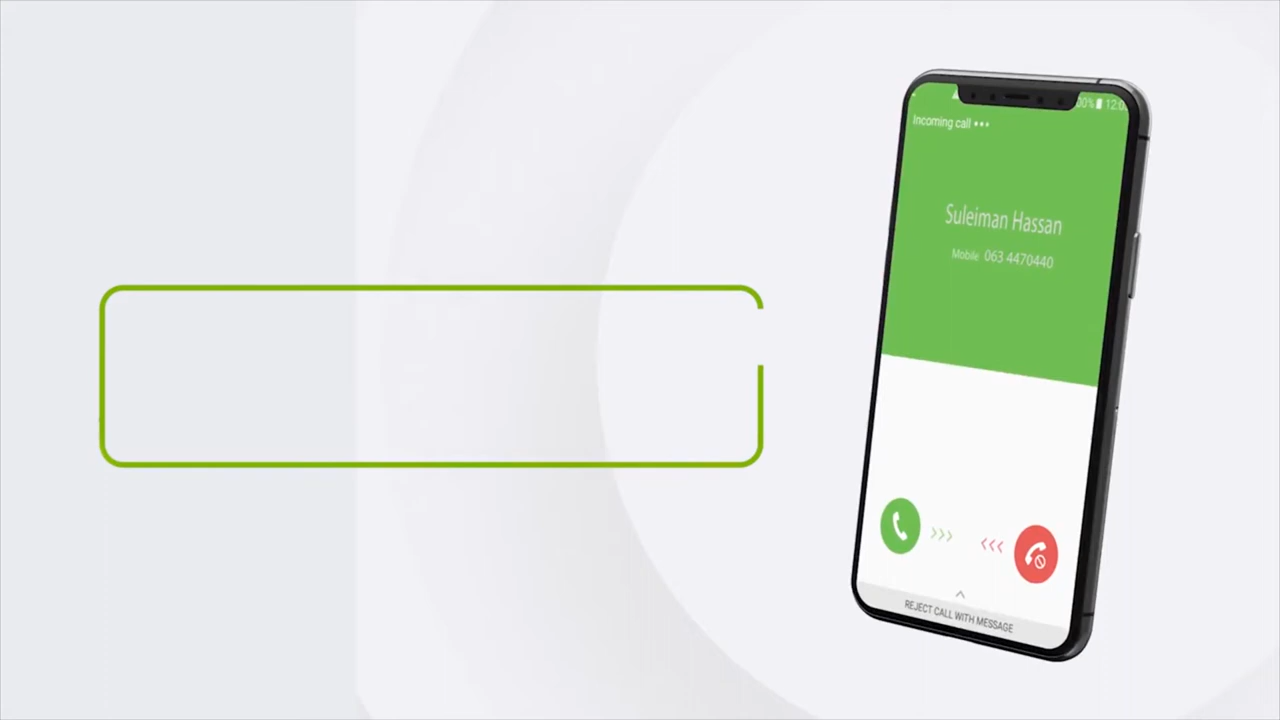 Incoming call •••
Suleiman Hassan
Mobile 063 4470440
REJECT CALL WITH MESSAGE